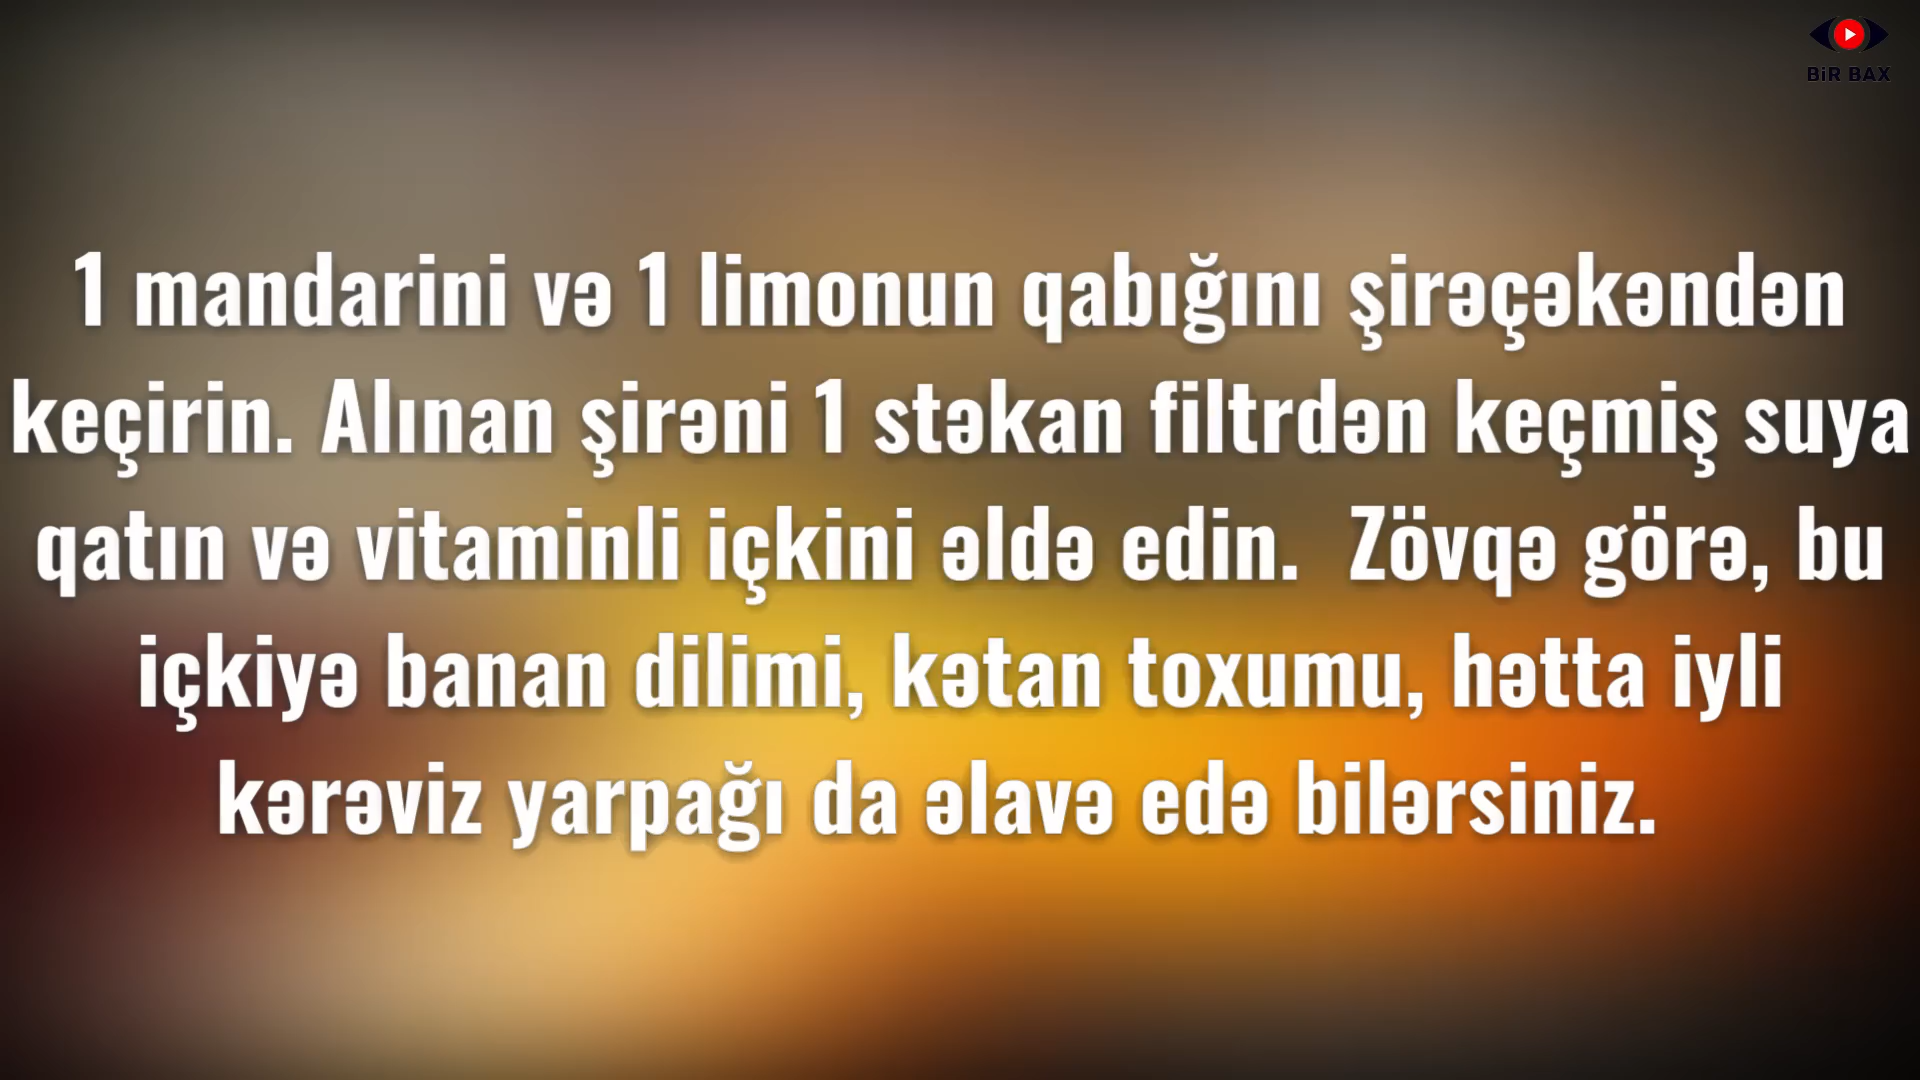 BiR BAX
1 mandarini və 1 limonun qabığını şirəçəkəndən
keçirin. Alınan şirəni 1 stəkan filtrdən keçmiş suya
qatın və vitaminli içkini əldə edin.  Zövqə görə, bu
içkiyə banan dilimi, kətan toxumu, hətta iyli
kərəviz yarpağı da əlavə edə bilərsiniz.